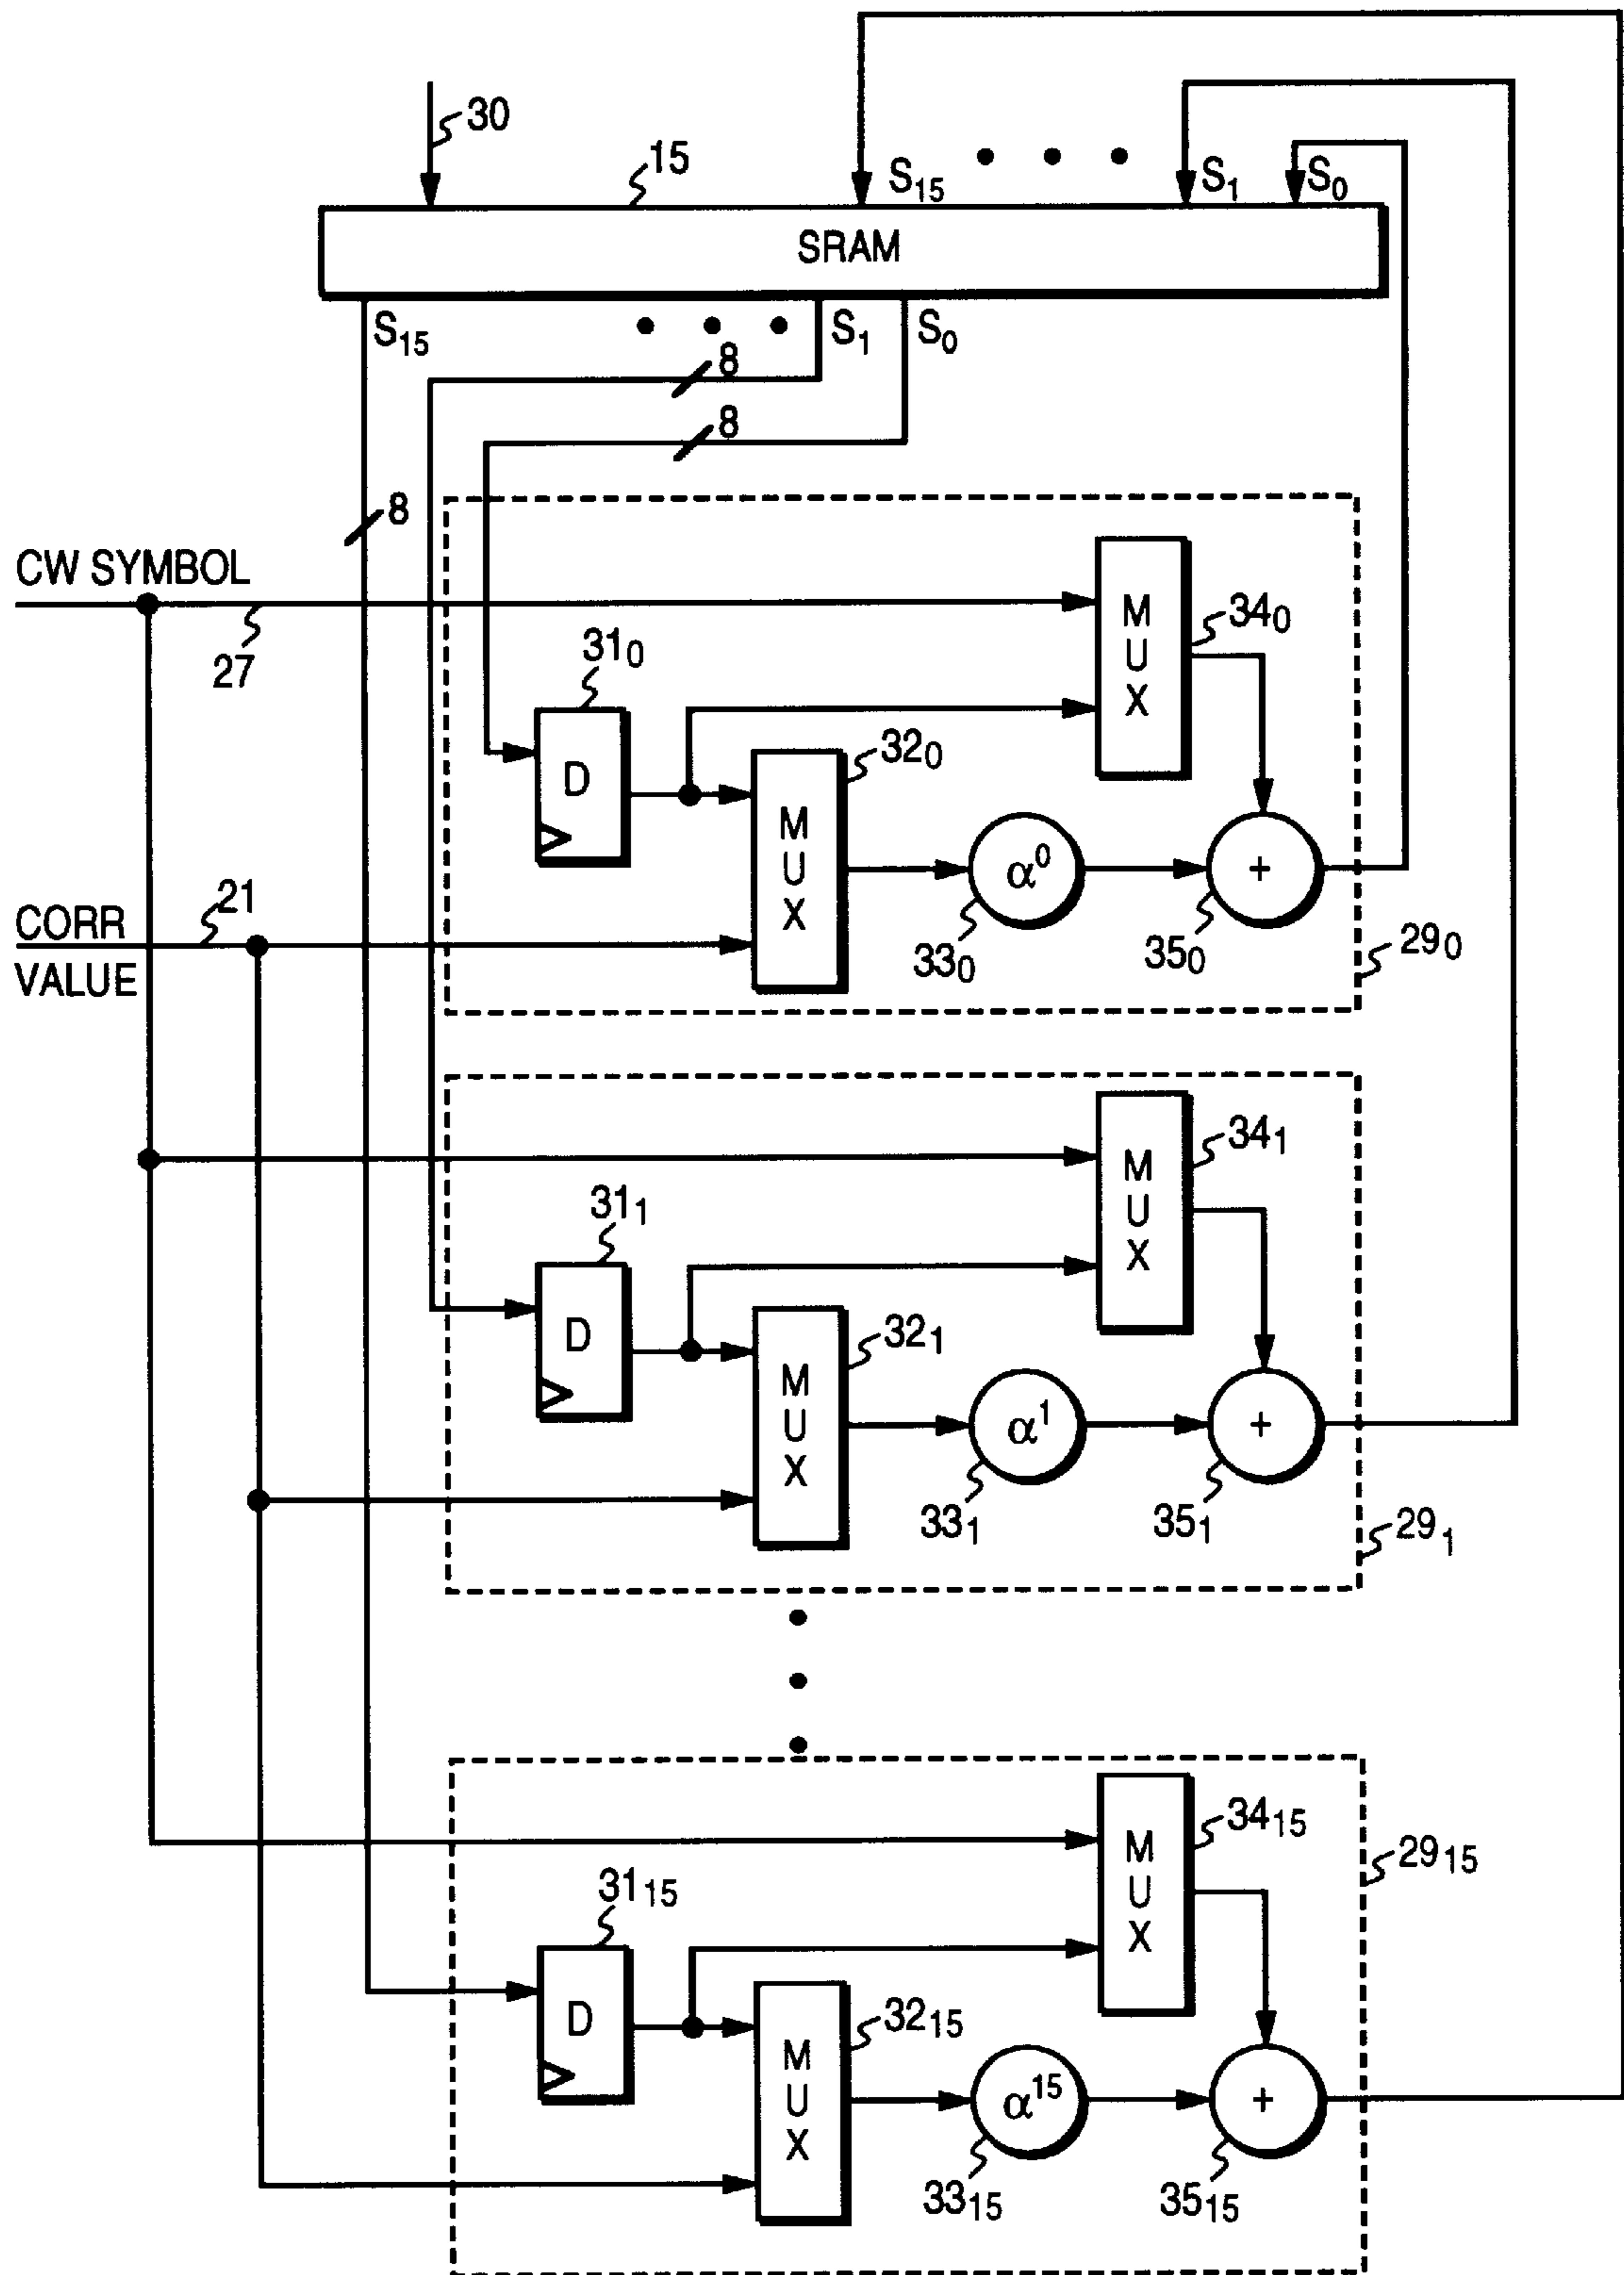 30
15
S15 • • • S1 S0
SRAM
S15 • • • S1 S0
8
8
8
CW SYMBOL
27
M
U
X
34₀
31₀
D
32₀
M
U
X
α⁰
+
21
CORR
VALUE
33₀
35₀
29₀
M
U
X
34₁
31₁
D
32₁
M
U
X
α¹
+
33₁
35₁
29₁
M
U
X
34₁₅
29₁₅
31₁₅
D
32₁₅
M
U
X
α¹⁵
+
33₁₅
35₁₅